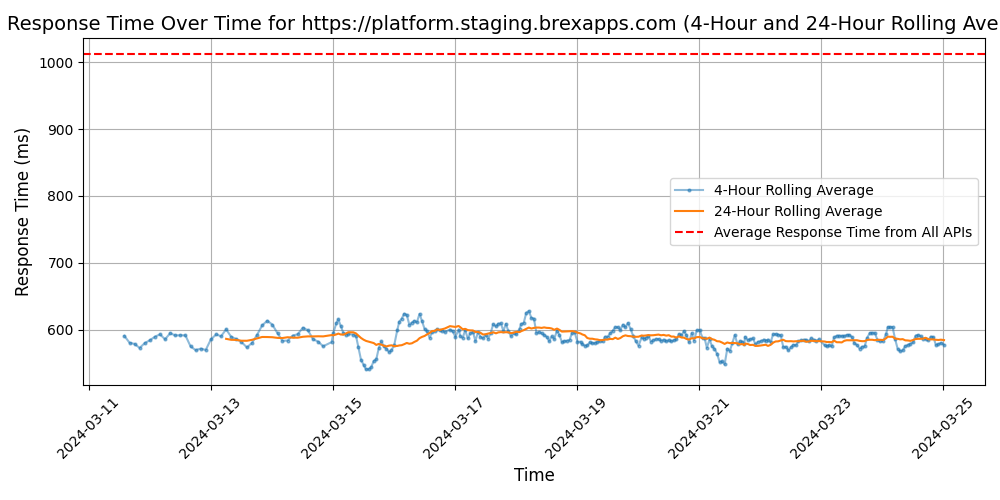 Response Time Over Time for https://platform.staging.brexapps.com (4-Hour and 24-Hour Rolling Ave
1000
900
800
700
600
Response Time (ms)
4-Hour Rolling Average
24-Hour Rolling Average
Average Response Time from All APIs
2024-03-11
2024-03-13
2024-03-15
2024-03-17
2024-03-19
2024-03-21
2024-03-23
2024-03-25
Time